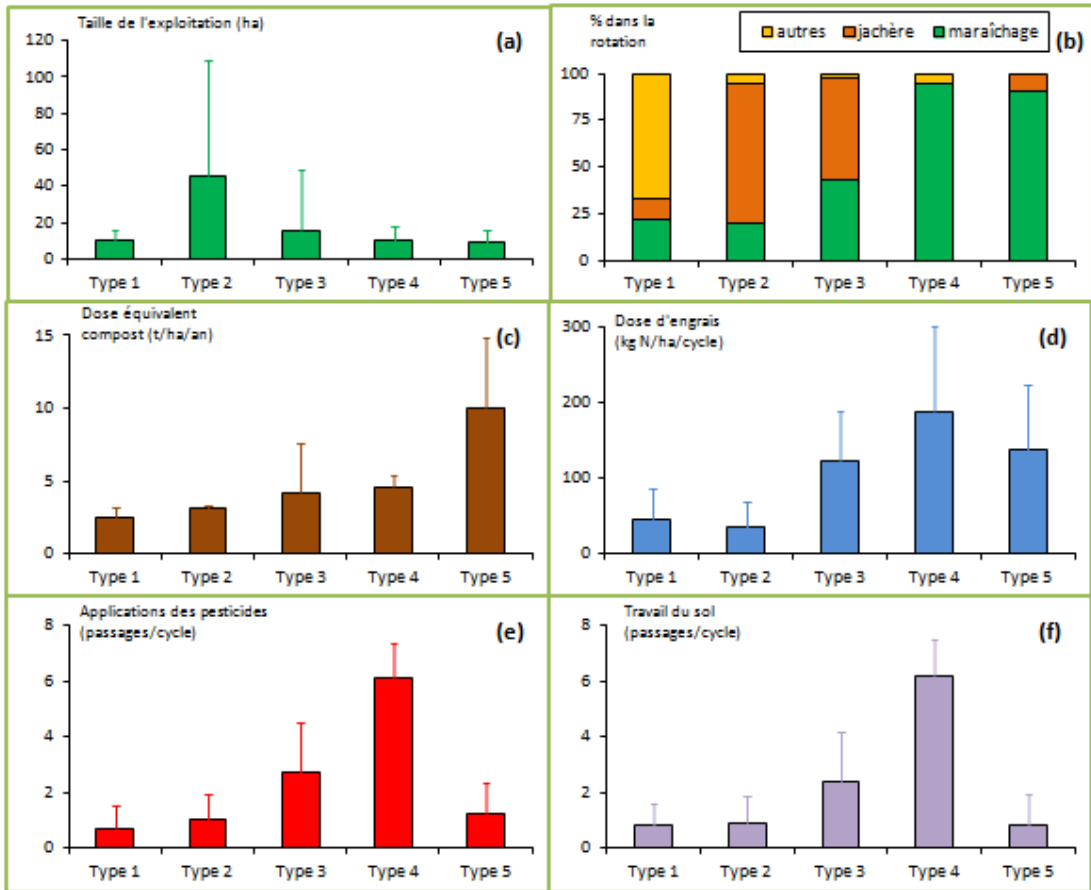 Taille de l'exploitation (ha)
(a)
120
100
80
60
40
20
0
Type 1 Type 2 Type 3 Type 4 Type 5
% dans la
rotation
autres jachère maraîchage
(b)
100
75
50
25
0
Type 1 Type 2 Type 3 Type 4 Type 5
Dose équivalent
compost (t/ha/an)
(c)
15
10
5
0
Type 1 Type 2 Type 3 Type 4 Type 5
Dose d'engrais
(kg N/ha/cycle)
(d)
300
200
100
0
Type 1 Type 2 Type 3 Type 4 Type 5
Applications des pesticides
(passages/cycle)
(e)
8
6
4
2
0
Type 1 Type 2 Type 3 Type 4 Type 5
Travail du sol
(passages/cycle)
(f)
8
6
4
2
0
Type 1 Type 2 Type 3 Type 4 Type 5